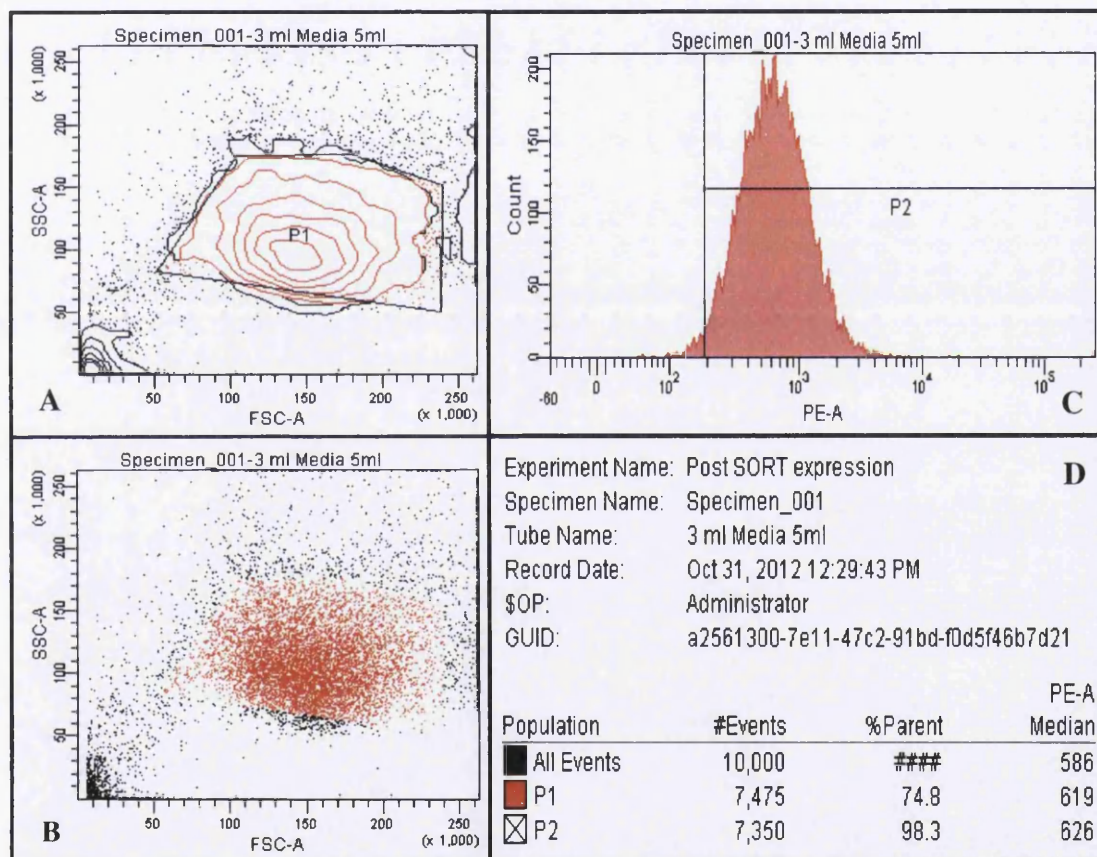 Specimen_001-3 ml Media 5ml
(x 1,000)
250
200
150
100
50
SSC-A
P1
50 100 150 200 250
FSC-A
(x 1,000)
A
Specimen_001-3 ml Media 5ml
200
150
100
50
0
Count
P2
-60 0 10² 10³ 10⁴ 10⁵
PE-A
C
Specimen_001-3 ml Media 5ml
(x 1,000)
250
200
150
100
50
SSC-A
50 100 150 200 250
FSC-A
(x 1,000)
B
D
Experiment Name: Post SORT expression
Specimen Name: Specimen_001
Tube Name: 3 ml Media 5ml
Record Date: Oct 31, 2012 12:29:43 PM
$OP: Administrator
GUID: a2561300-7e11-47c2-91bd-f0d5f46b7d21
PE-A
Population #Events %Parent Median
All Events 10,000 #### 586
P1 7,475 74.8 619
P2 7,350 98.3 626